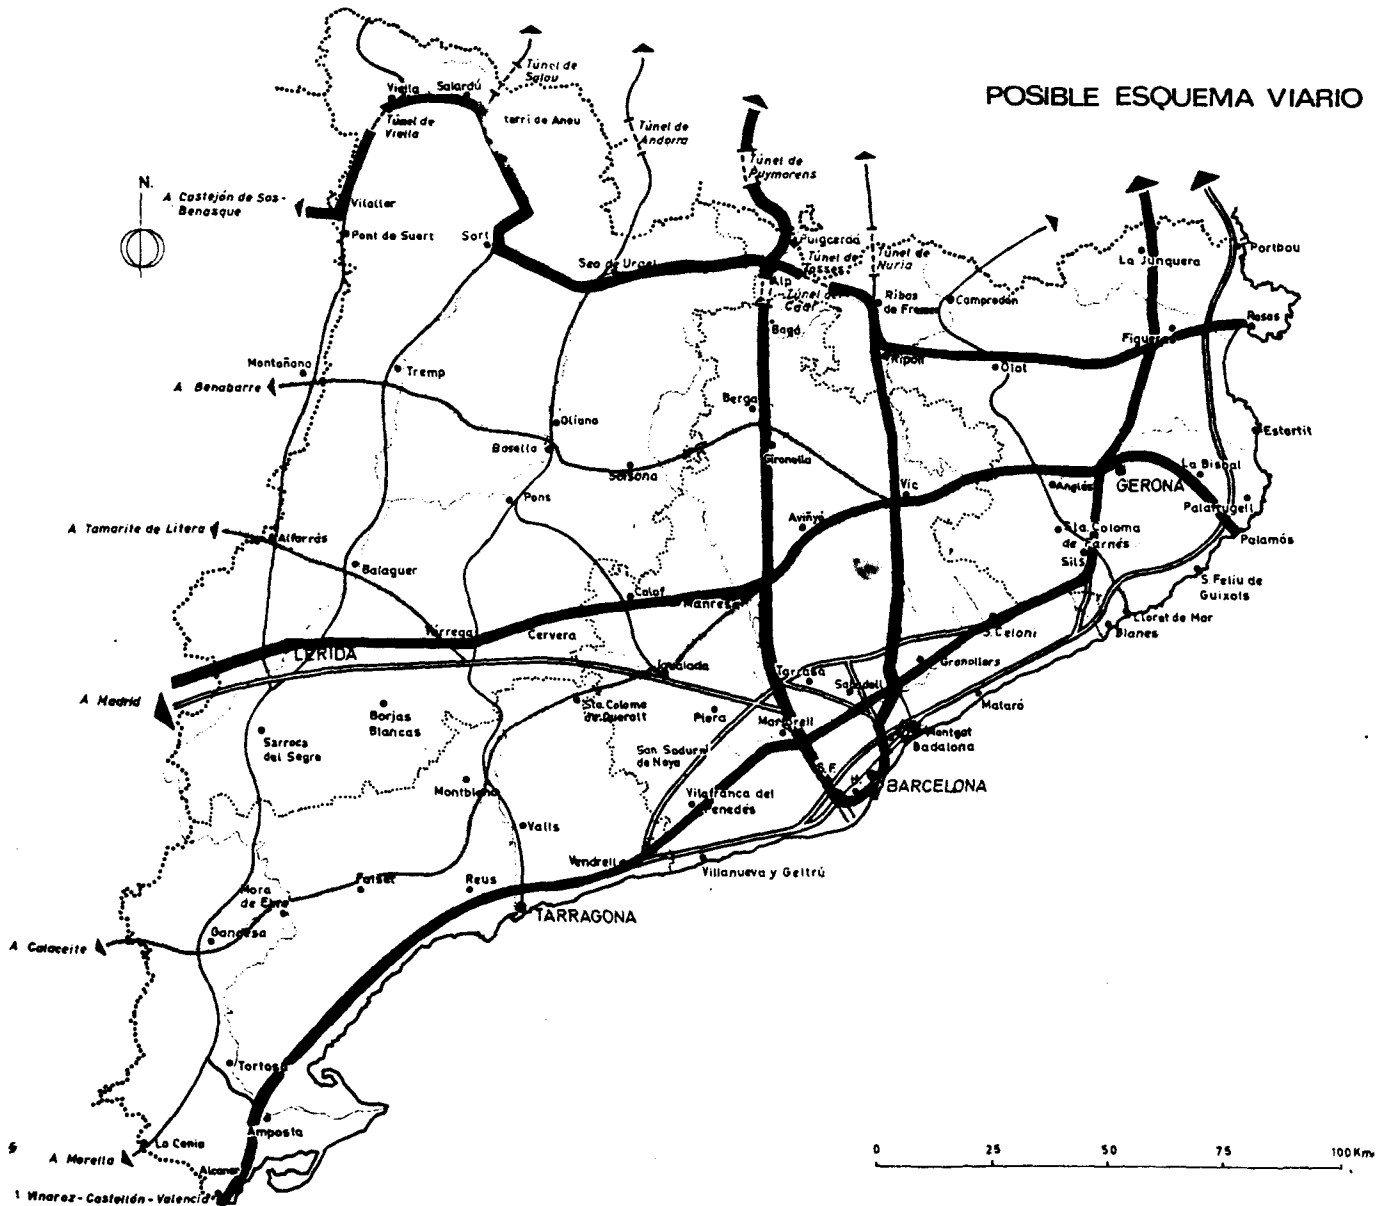 POSIBLE ESQUEMA VIARIO
N.
Túnel de
Salou
Viella
Salardú
Túnel de
Viella
terri de Aneu
Túnel de
Andorra
Túnel de
Puymorens
A Castejón de Sos-
Benasque
Vilaller
Pont de Suert
Sort
Seo de Urgel
Puigcerdá
Túnel de
Tosses
Túnel de
Nuria
Alp
Túnel del
Cadí
Bagá
Ribas
de Freser
Camprodón
La Junquera
Portbou
Rosas
Figueras
Ripoll
Olot
Montañana
A Benabarre
Tremp
Berga
Oliana
Basella
Solsona
Gironella
Estartit
La Bisbal
GERONA
Anglés
Vic
Palafrugell
Palamós
Pons
Aviñó
A Tamarite de Litera
Alfarrás
Balaguer
Sta. Coloma
de Farnés
Sils
S. Feliu de
Guixols
Calaf
Manresa
Lloret de Mar
Blanes
Tárrega
Cervera
LERIDA
S. Celoni
Granollers
Igualada
Tarrasa
Sabadell
A Madrid
Borjas
Blancas
Sta. Coloma
de Queralt
Piera
Martorell
Mataró
Montgat
Badalona
Sarroca
del Segre
San Sadurní
de Noya
S.F.
H.
BARCELONA
Montblanch
Vilafranca del
Penedés
Valls
Vendrell
Villanueva y Geltrú
Falset
Reus
Mora
de Ebro
TARRAGONA
Gandesa
A Calaceite
Tortosa
Amposta
La Cenia
A Morella
Alcanar
Vinaroz-Castellón-Valencia
0 25 50 75 100 Km.